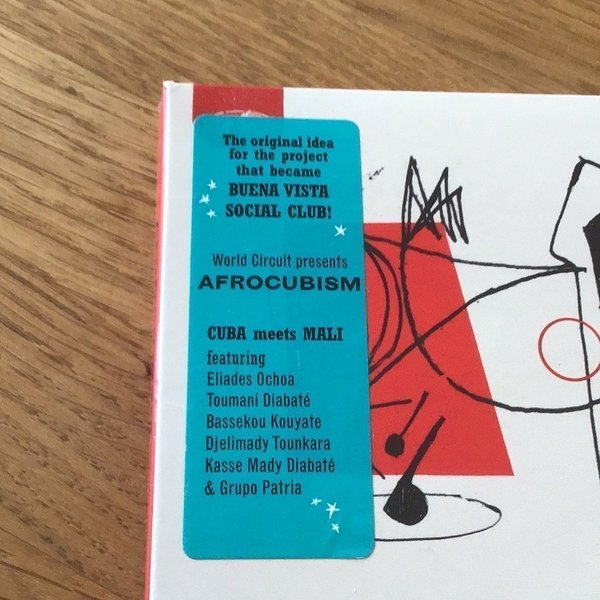 The original idea
for the project
that became
BUENA VISTA
SOCIAL CLUB!
World Circuit presents
AFROCUBISM
CUBA meets MALI
featuring
Eliades Ochoa
Toumani Diabaté
Bassekou Kouyate
Djelimady Tounkara
Kasse Mady Diabaté
& Grupo Patria